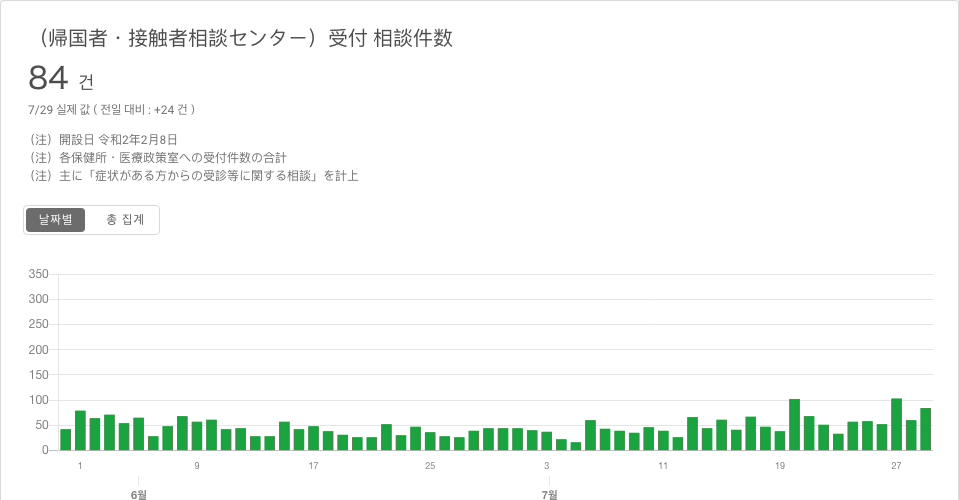 （帰国者・接触者相談センター）受付 相談件数
84 건
7/29 실제 값 ( 전일 대비 : +24 건 )
（注）開設日 令和2年2月8日
（注）各保健所・医療政策室への受付件数の合計
（注）主に「症状がある方からの受診等に関する相談」を計上
날짜별 총 집계
350
300
250
200
150
100
50
0
1 9 17 25 3 11 19 27
6월 7월